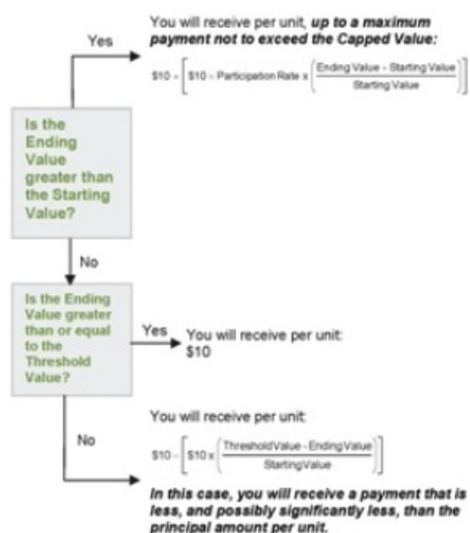 You will receive per unit, up to a maximum
payment not to exceed the Capped Value:
Yes
$10 - [ $10 - Participation Rate x ( Ending Value - Starting Value / Starting Value ) ]
Is the
Ending
Value
greater than
the Starting
Value?
No
Is the Ending
Value greater
than or equal
to the
Threshold
Value?
Yes
You will receive per unit:
$10
You will receive per unit:
No
$10 - [ $10 x ( Threshold Value - Ending Value / Starting Value ) ]
In this case, you will receive a payment that is
less, and possibly significantly less, than the
principal amount per unit.